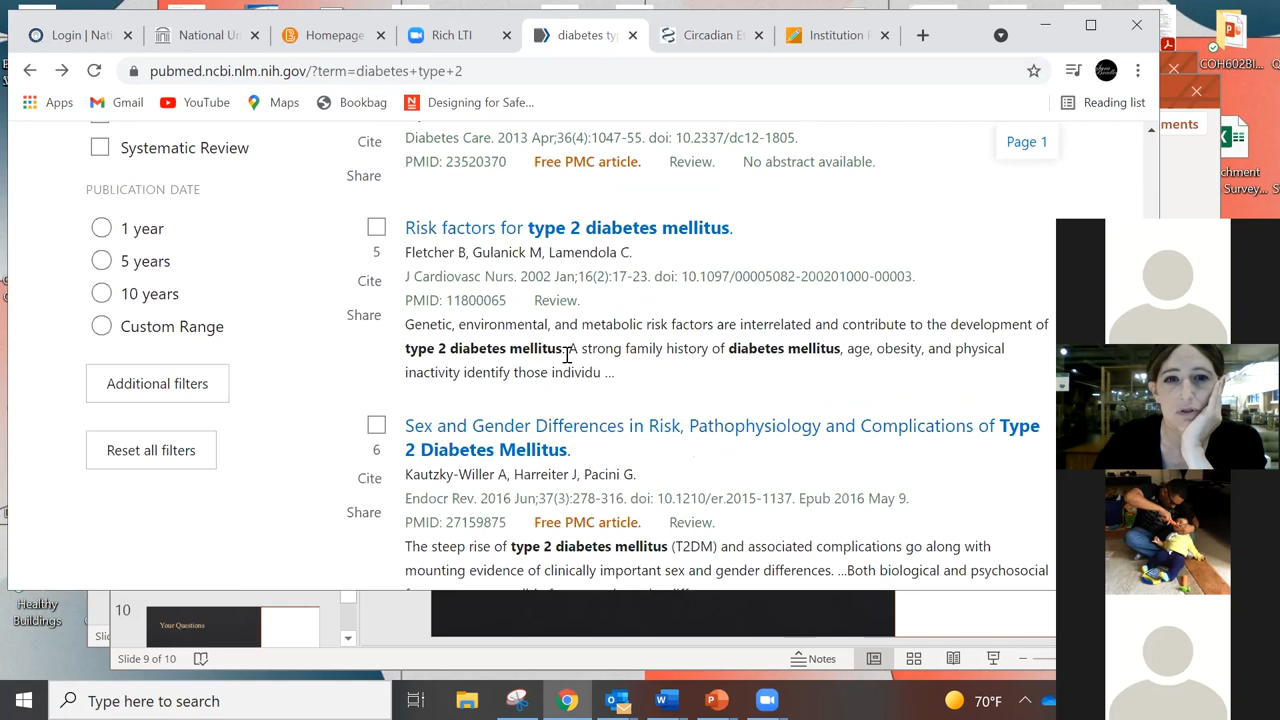 Login | Nati
National Un
Homepage
Rich LTI
diabetes typ
Circadian Et
Institution P
pubmed.ncbi.nlm.nih.gov/?term=diabetes+type+2
Apps
Gmail
YouTube
Maps
Bookbag
Designing for Safe...
Reading list
Systematic Review
PUBLICATION DATE
1 year
5 years
10 years
Custom Range
Additional filters
Reset all filters
Cite
Share
Diabetes Care. 2013 Apr;36(4):1047-55. doi: 10.2337/dc12-1805.
PMID: 23520370 Free PMC article. Review. No abstract available.
Page 1
Risk factors for type 2 diabetes mellitus.
5
Cite
Share
Fletcher B, Gulanick M, Lamendola C.
J Cardiovasc Nurs. 2002 Jan;16(2):17-23. doi: 10.1097/00005082-200201000-00003.
PMID: 11800065 Review.
Genetic, environmental, and metabolic risk factors are interrelated and contribute to the development of
type 2 diabetes mellitus. A strong family history of diabetes mellitus, age, obesity, and physical
inactivity identify those individu ...
Sex and Gender Differences in Risk, Pathophysiology and Complications of Type
2 Diabetes Mellitus.
6
Cite
Share
Kautzky-Willer A, Harreiter J, Pacini G.
Endocr Rev. 2016 Jun;37(3):278-316. doi: 10.1210/er.2015-1137. Epub 2016 May 9.
PMID: 27159875 Free PMC article. Review.
The steep rise of type 2 diabetes mellitus (T2DM) and associated complications go along with
mounting evidence of clinically important sex and gender differences. ...Both biological and psychosocial
COH602BI...
ments
chment
Survey...
Healthy
Buildings
10
Your Questions
Slide 9 of 10
Notes
Type here to search
70°F